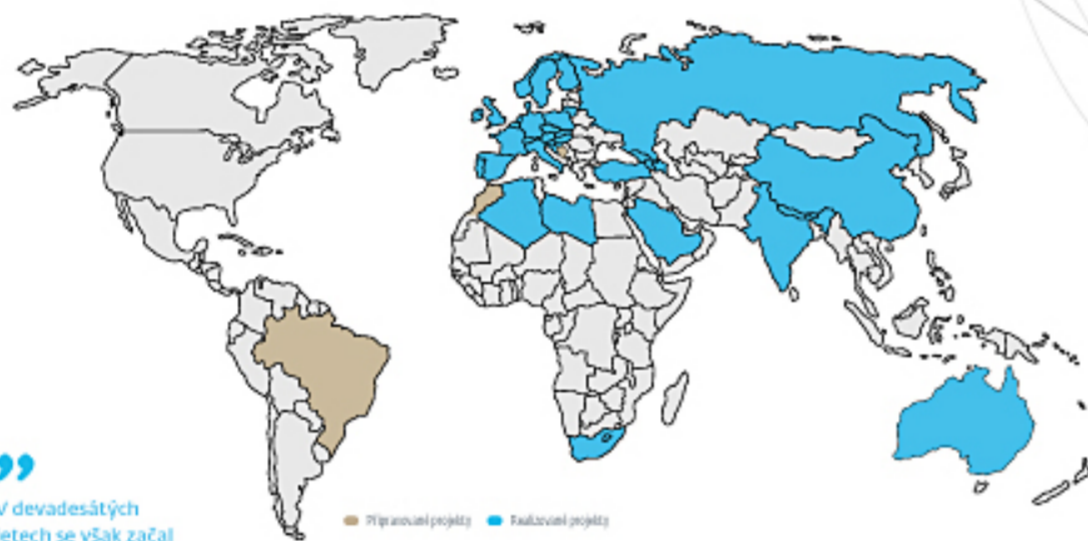 ”
V devadesátých
letech se však začal
Připravované projekty
Realizované projekty